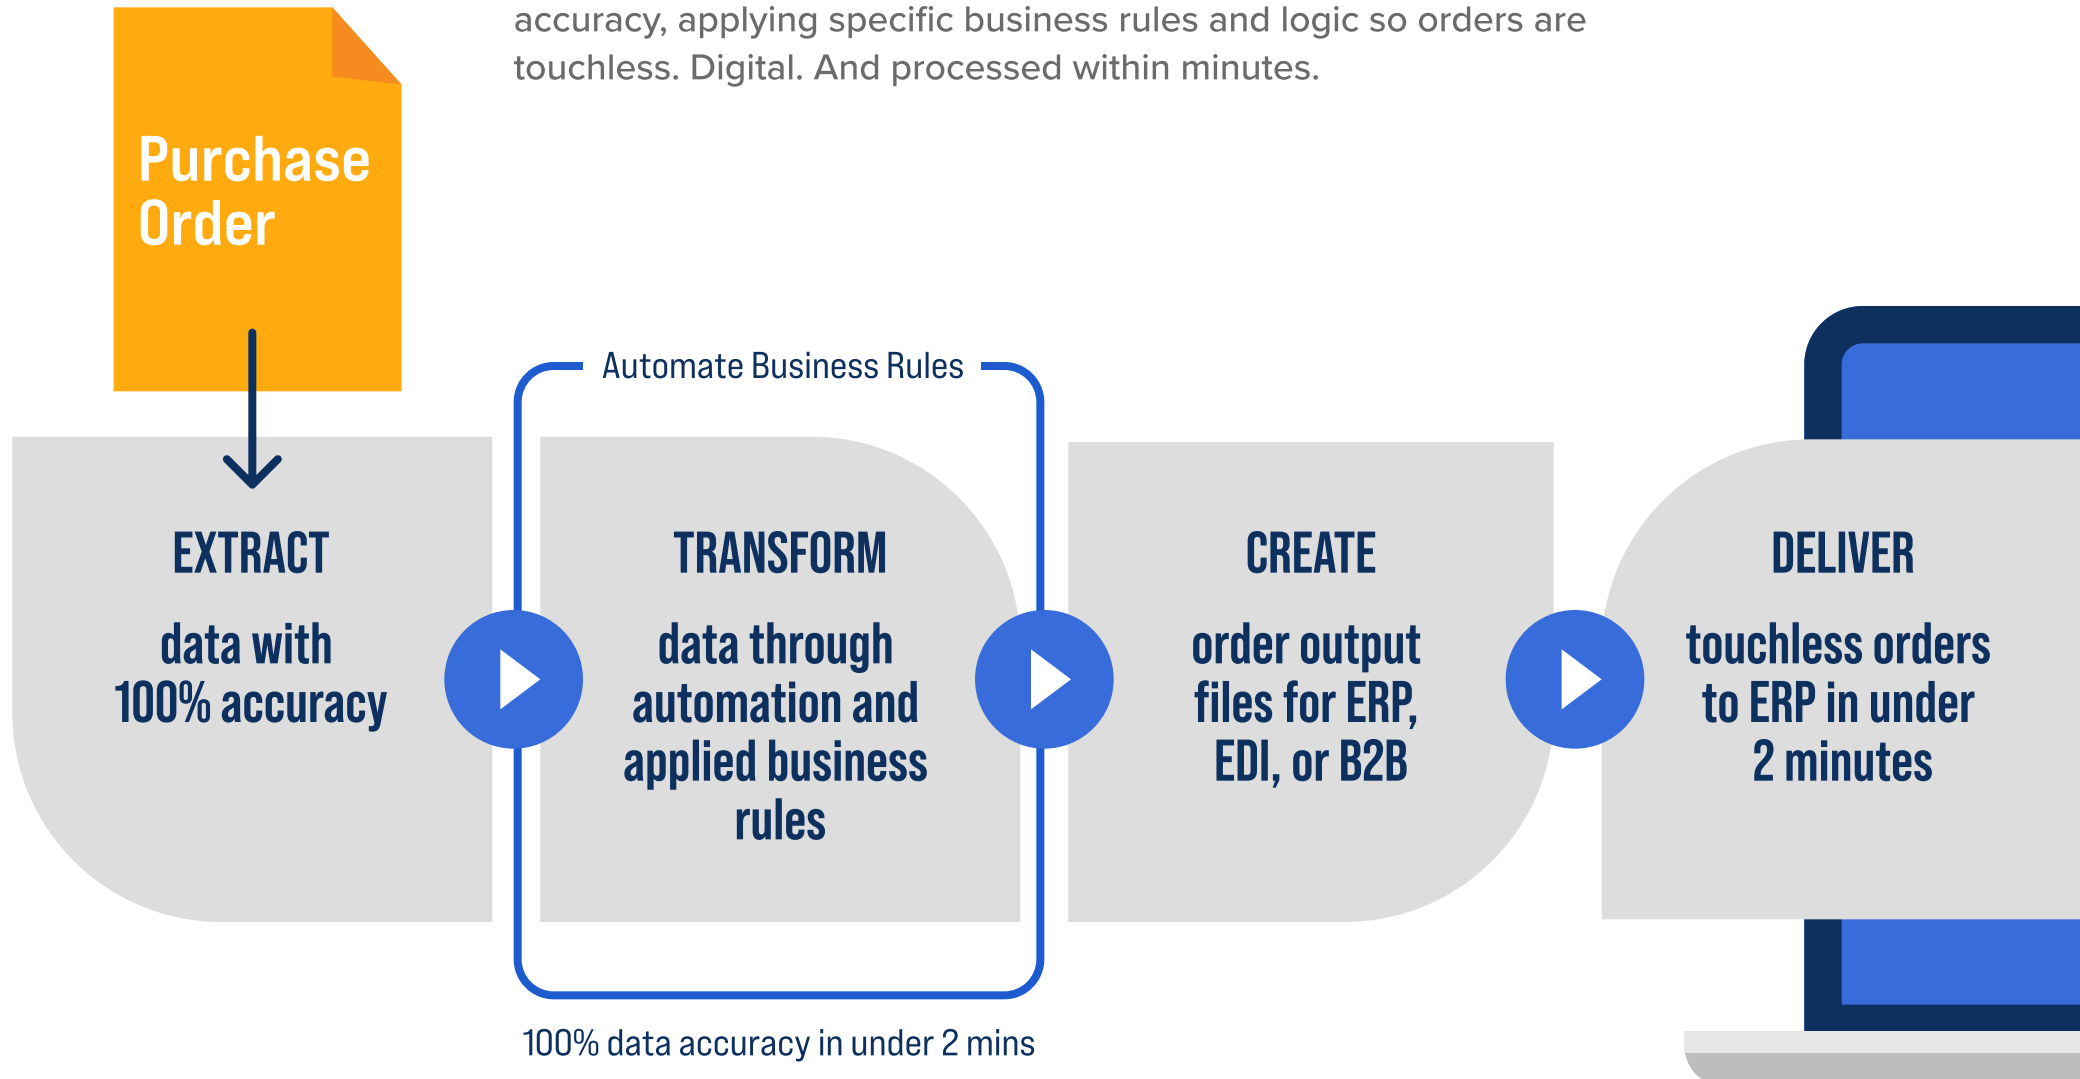 accuracy, applying specific business rules and logic so orders are
touchless. Digital. And processed within minutes.
Purchase
Order
Automate Business Rules
EXTRACT
data with
100% accuracy
TRANSFORM
data through
automation and
applied business
rules
CREATE
order output
files for ERP,
EDI, or B2B
DELIVER
touchless orders
to ERP in under
2 minutes
100% data accuracy in under 2 mins